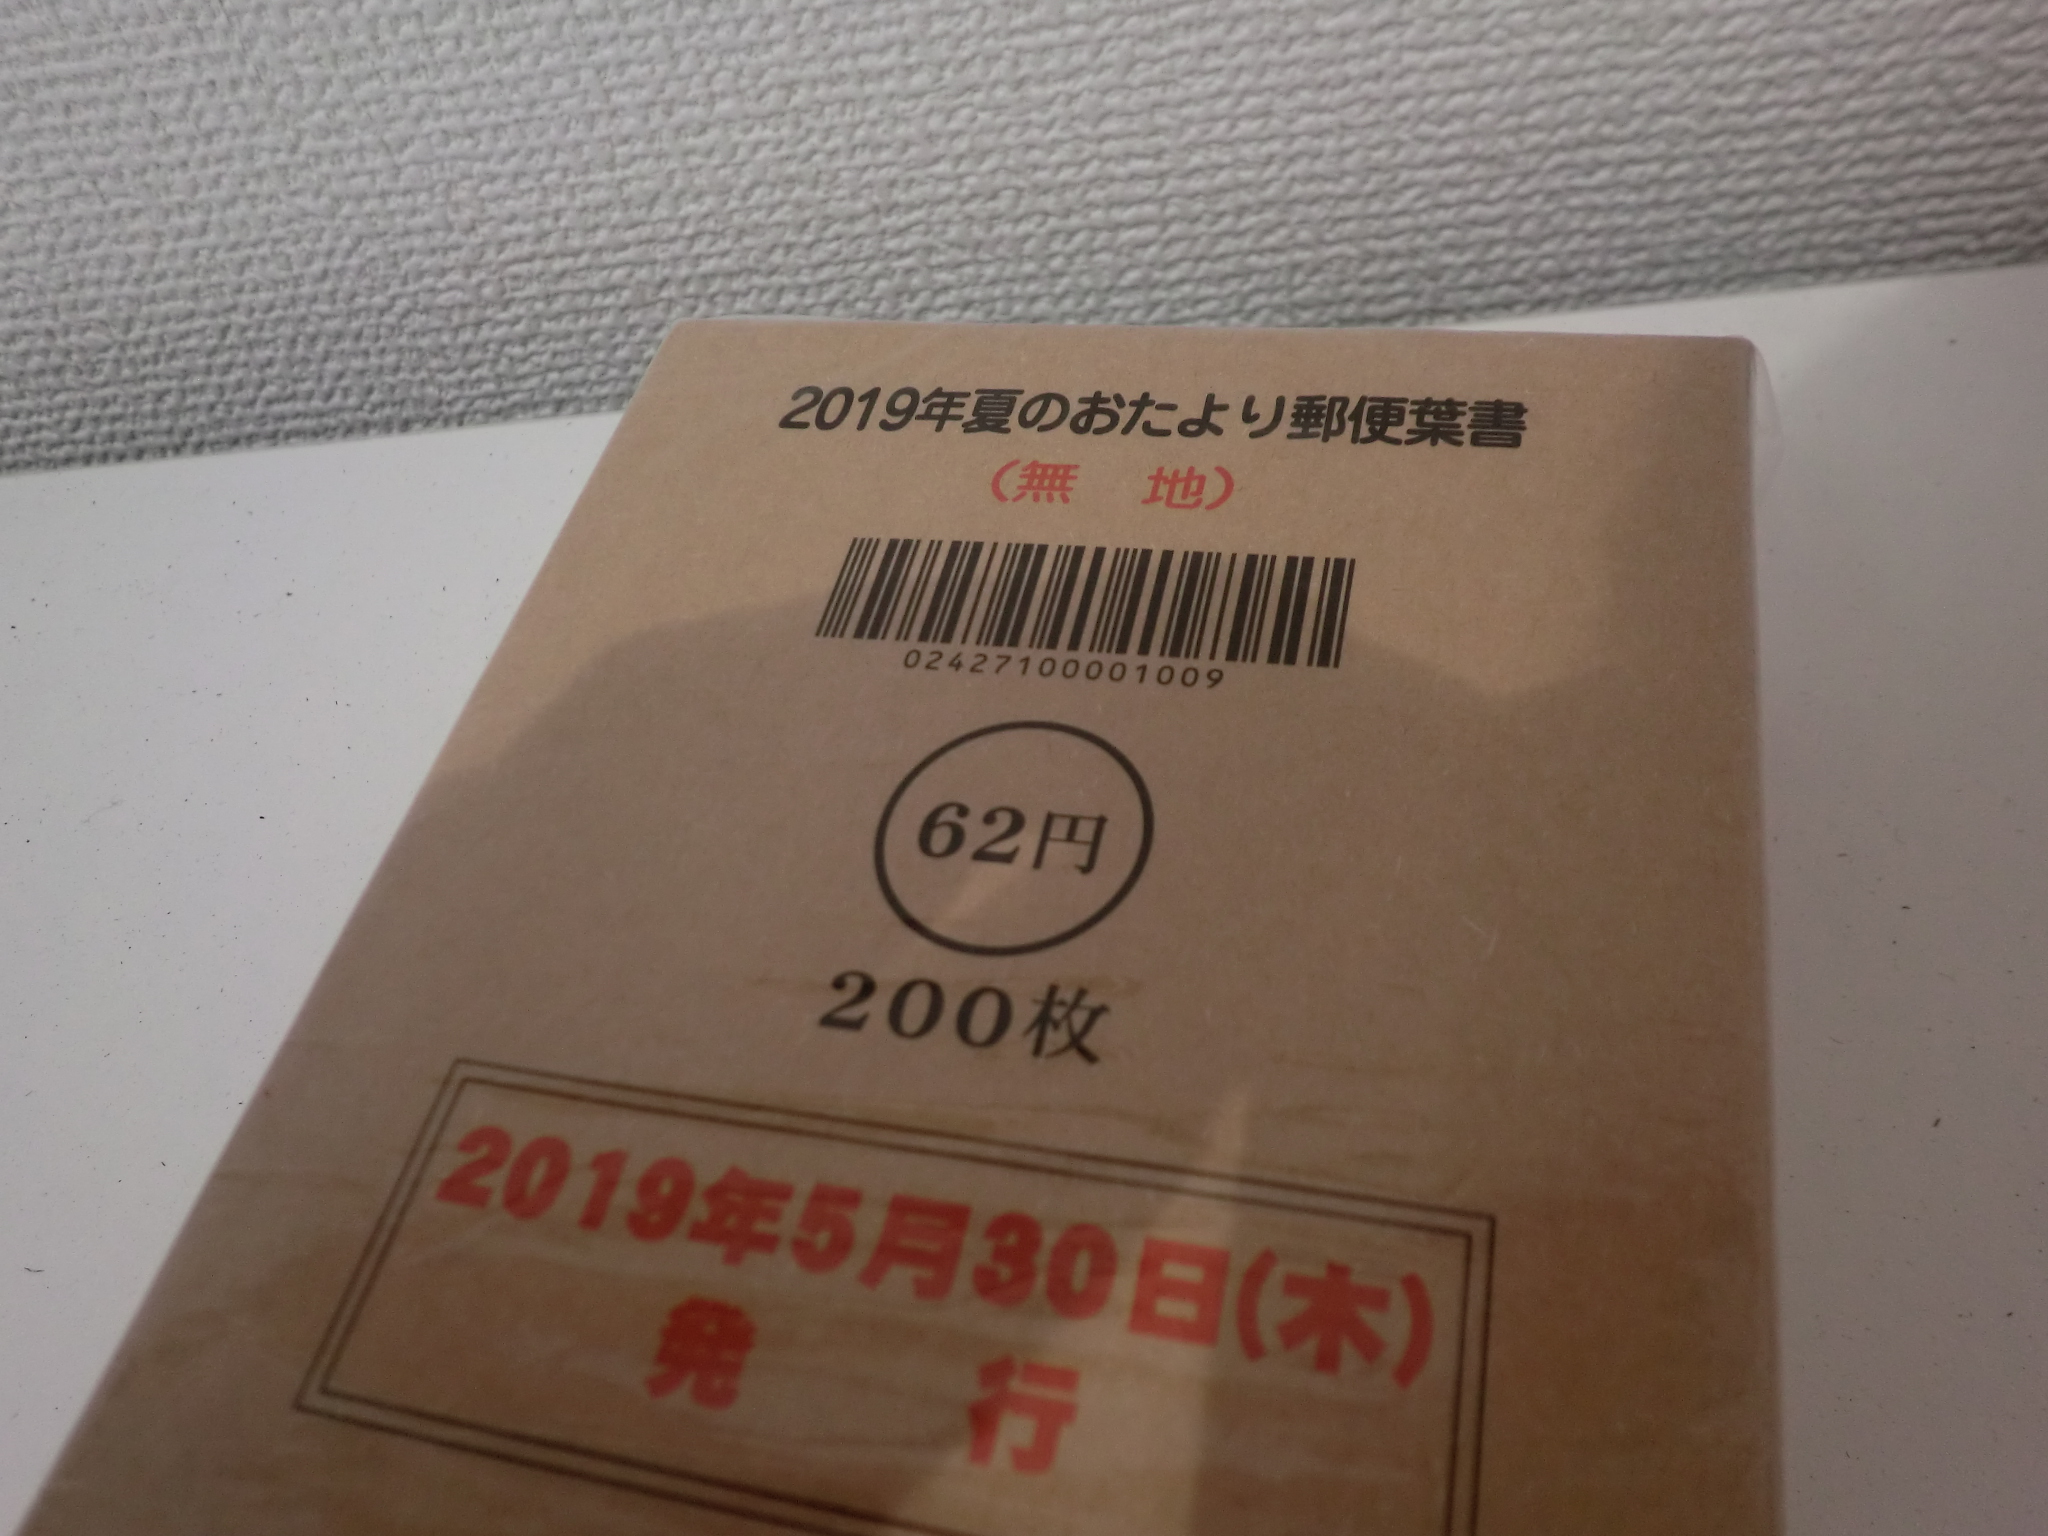 2019年夏のおたより郵便葉書
(無 地)
02427100001009
62円
200枚
2019年5月30日(木)
発 行